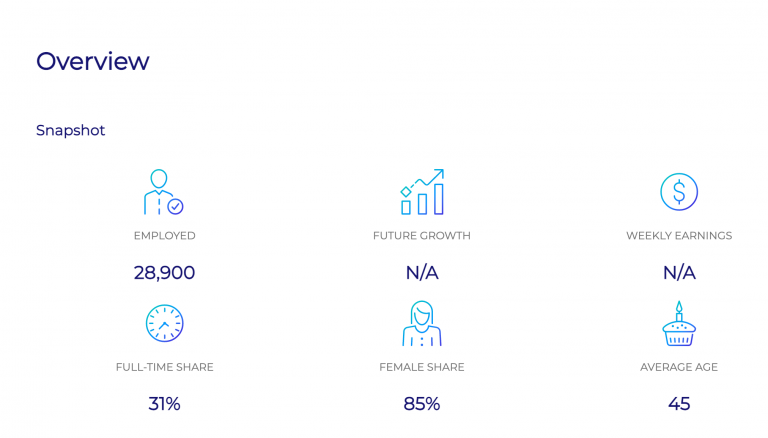 Overview
Snapshot
EMPLOYED
FUTURE GROWTH
WEEKLY EARNINGS
28,900
N/A
N/A
FULL-TIME SHARE
FEMALE SHARE
AVERAGE AGE
31%
85%
45